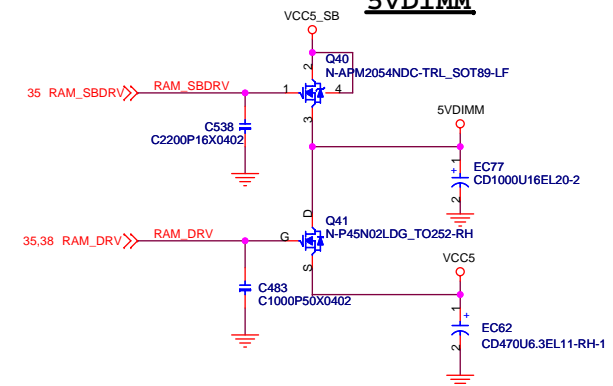 5VDIMM
VCC5_SB
Q40
N-APM2054NDC-TRL_SOT89-LF
2
1
4
3
35 RAM_SBDRV
RAM_SBDRV
C538
C2200P16X0402
5VDIMM
1
+
EC77
CD1000U16EL20-2
2
D
Q41
N-P45N02LDG_TO252-RH
G
S
35,38 RAM_DRV
RAM_DRV
C483
C1000P50X0402
VCC5
1
+
EC62
CD470U6.3EL11-RH-1
2